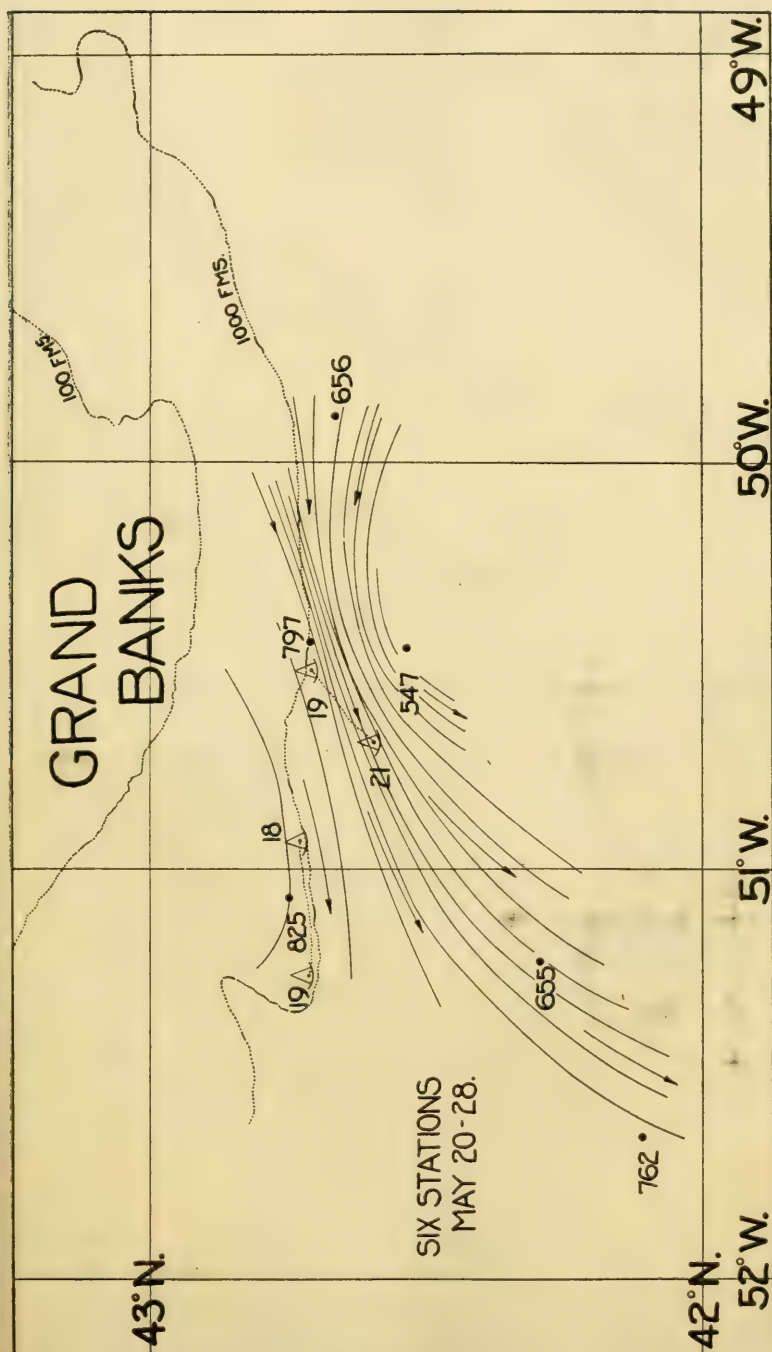 GRAND
BANKS
100 FMS.
1000 FMS.
43°N.
42°N.
52°W.
51°W.
50°W.
49°W.
656
797
19
547
21
18
825
19
655
762
SIX STATIONS
MAY 20-28.